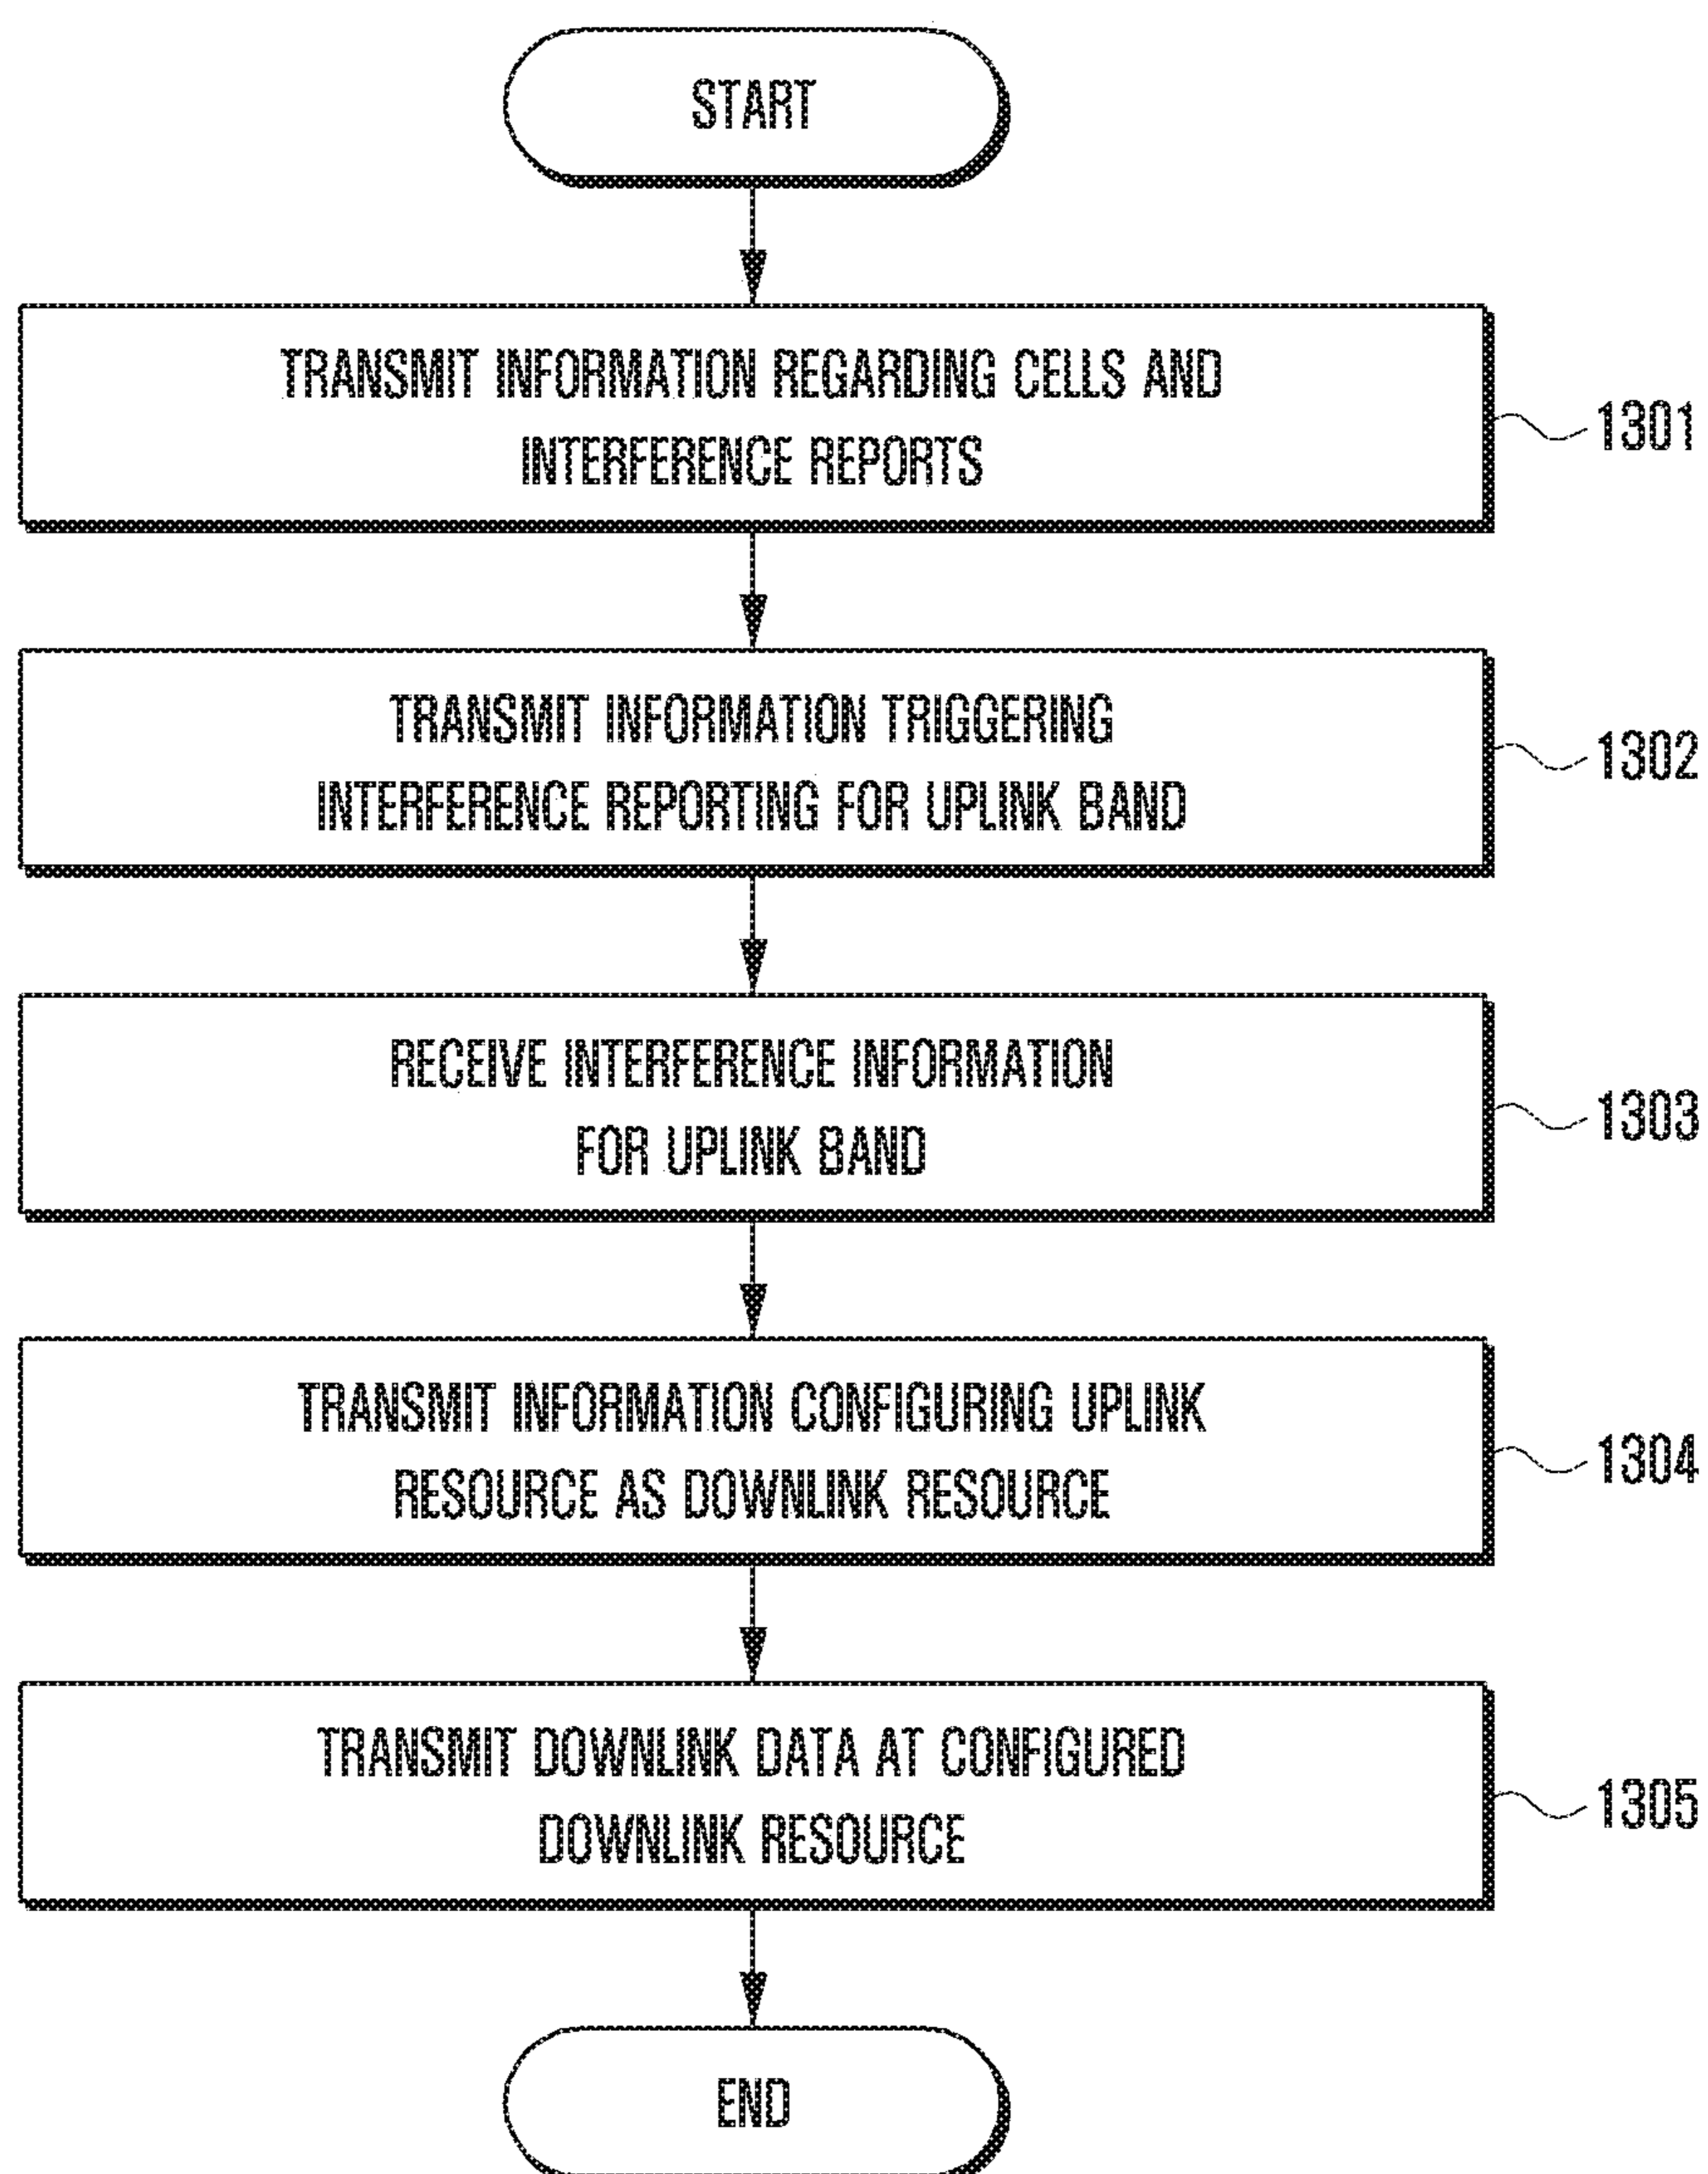 START
TRANSMIT INFORMATION REGARDING CELLS AND
INTERFERENCE REPORTS
1301
TRANSMIT INFORMATION TRIGGERING
INTERFERENCE REPORTING FOR UPLINK BAND
1302
RECEIVE INTERFERENCE INFORMATION
FOR UPLINK BAND
1303
TRANSMIT INFORMATION CONFIGURING UPLINK
RESOURCE AS DOWNLINK RESOURCE
1304
TRANSMIT DOWNLINK DATA AT CONFIGURED
DOWNLINK RESOURCE
1305
END